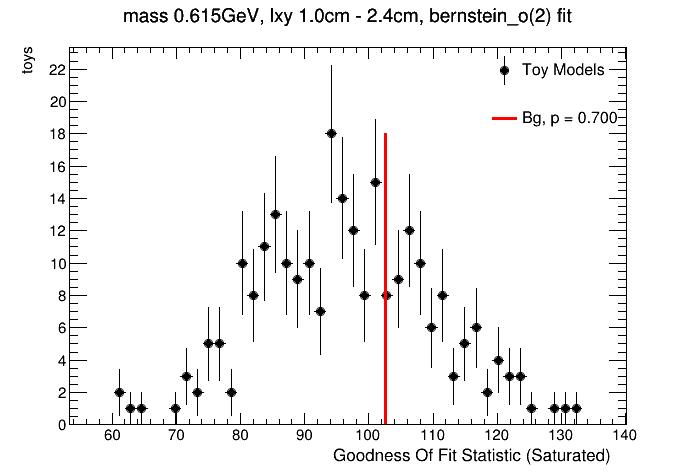 mass 0.615GeV, lxy 1.0cm - 2.4cm, bernstein_o(2) fit
toys
Toy Models
Bg, p = 0.700
22
20
18
16
14
12
10
8
6
4
2
0
60 70 80 90 100 110 120 130 140
Goodness Of Fit Statistic (Saturated)